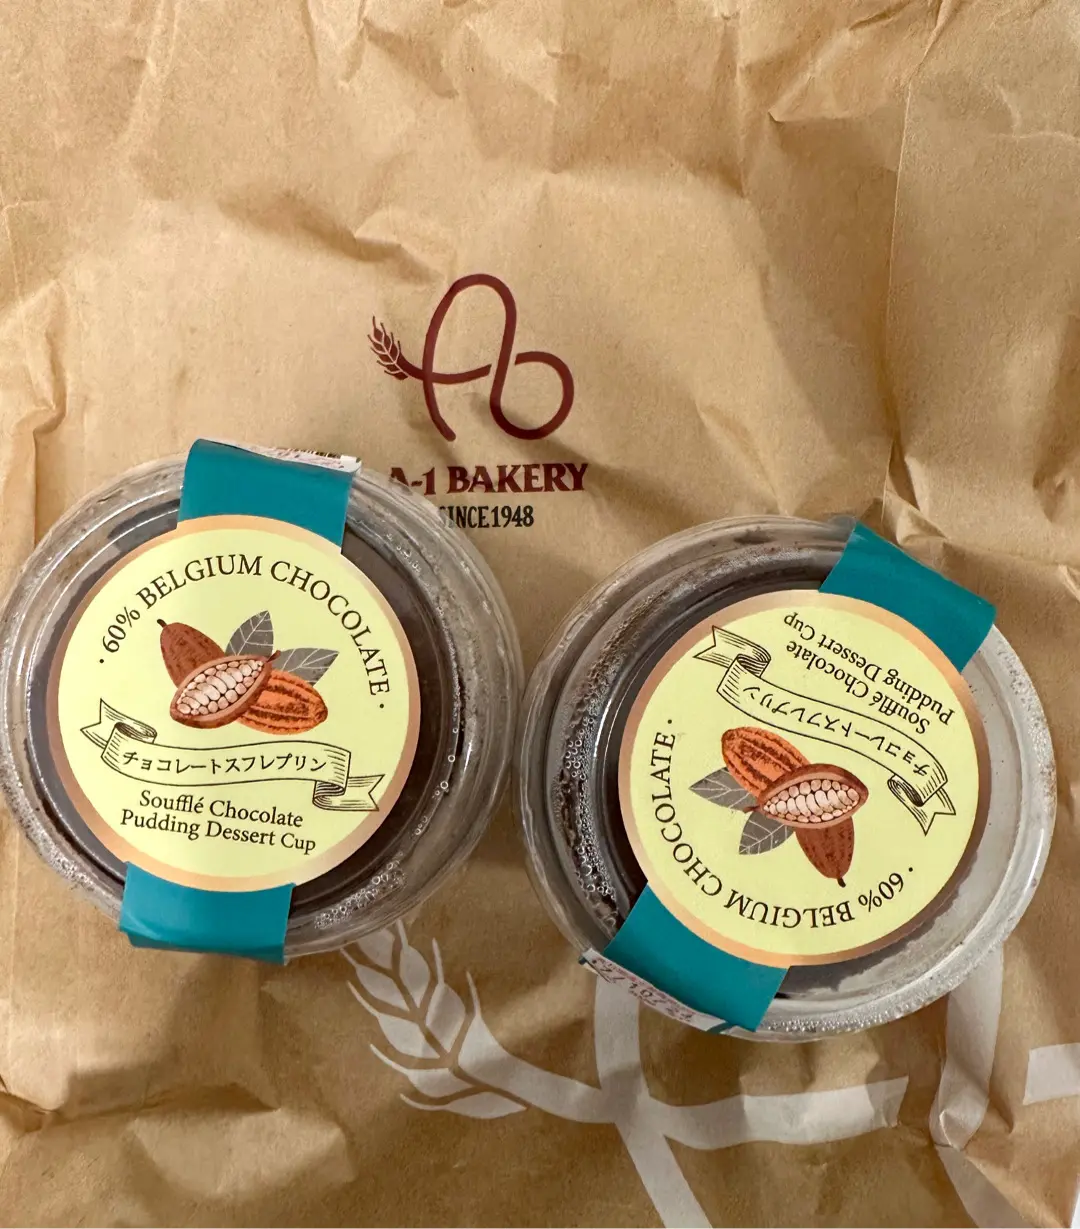 A-1 BAKERY
SINCE1948
· 60% BELGIUM CHOCOLATE ·
チョコレートスフレプリン
Soufflé Chocolate
Pudding Dessert Cup
· 60% BELGIUM CHOCOLATE ·
チョコレートスフレプリン
Soufflé Chocolate
Pudding Dessert Cup